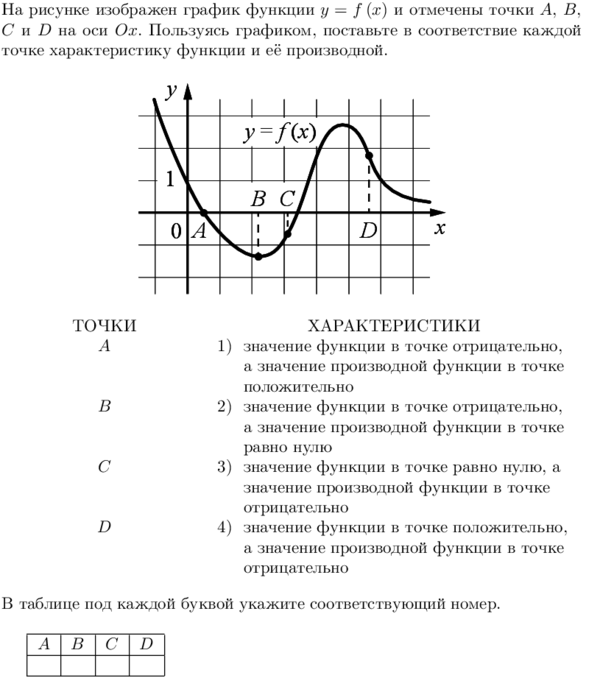 На рисунке изображен график функции y = f (x) и отмечены точки A, B,
C и D на оси Ox. Пользуясь графиком, поставьте в соответствие каждой
точке характеристику функции и её производной.
y
y = f(x)
1
B C
0 A D x
ТОЧКИ ХАРАКТЕРИСТИКИ
A 1) значение функции в точке отрицательно,
а значение производной функции в точке
положительно
B 2) значение функции в точке отрицательно,
а значение производной функции в точке
равно нулю
C 3) значение функции в точке равно нулю, а
значение производной функции в точке
отрицательно
D 4) значение функции в точке положительно,
а значение производной функции в точке
отрицательно
В таблице под каждой буквой укажите соответствующий номер.
A B C D